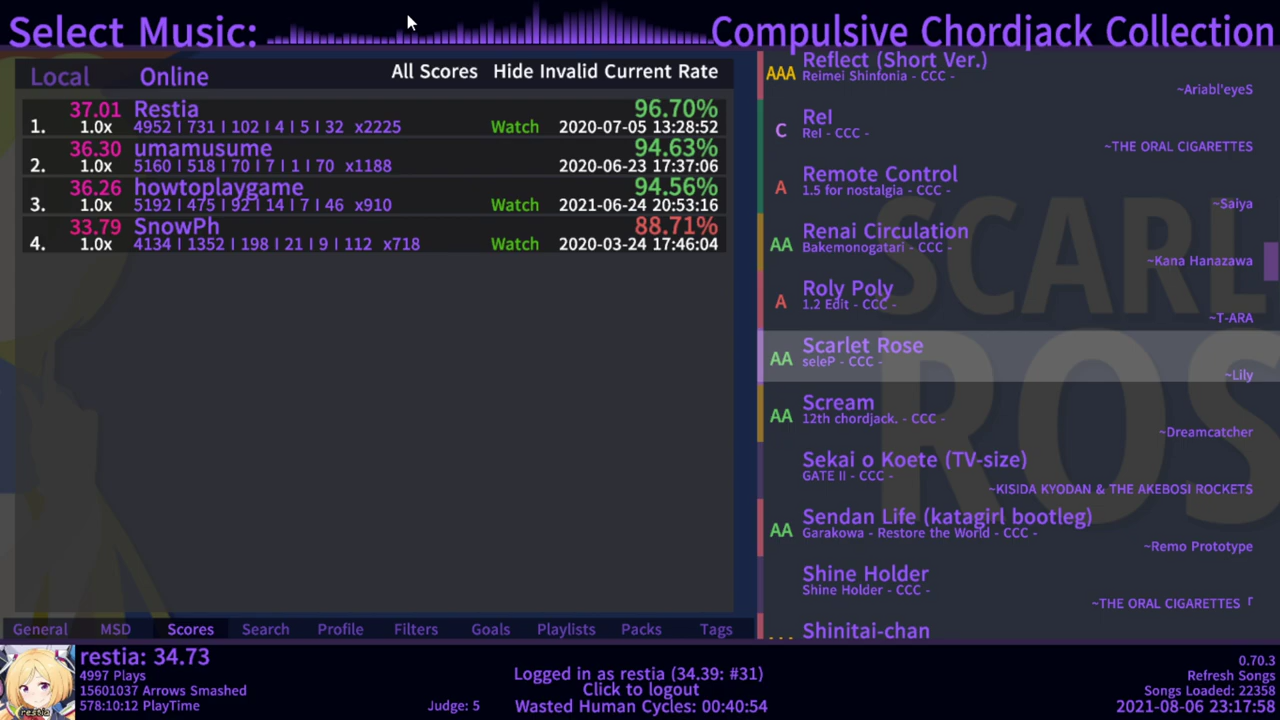 Select Music:
Compulsive Chordjack Collection
Local Online All Scores Hide Invalid Current Rate
37.01 Restia 96.70%
1. 1.0x 4952 | 731 | 102 | 4 | 5 | 32 x2225 Watch 2020-07-05 13:28:52
36.30 umamusume 94.63%
2. 1.0x 5160 | 518 | 70 | 7 | 1 | 70 x1188 2020-06-23 17:37:06
36.26 howtoplaygame 94.56%
3. 1.0x 5192 | 475 | 92 | 14 | 7 | 46 x910 Watch 2021-06-24 20:53:16
33.79 SnowPh 88.71%
4. 1.0x 4134 | 1352 | 198 | 21 | 9 | 112 x718 Watch 2020-03-24 17:46:04
AAA Reflect (Short Ver.)
Reimei Shinfonia - CCC -
~Ariabl'eyeS
C Rel
Rel - CCC -
~THE ORAL CIGARETTES
A Remote Control
1.5 for nostalgia - CCC -
~Saiya
AA Renai Circulation
Bakemonogatari - CCC -
~Kana Hanazawa
A Roly Poly
1.2 Edit - CCC -
~T-ARA
AA Scarlet Rose
seleP - CCC -
~Lily
AA Scream
12th chordjack. - CCC -
~Dreamcatcher
Sekai o Koete (TV-size)
GATE II - CCC -
~KISIDA KYODAN & THE AKEBOSI ROCKETS
AA Sendan Life (katagirl bootleg)
Garakowa - Restore the World - CCC -
~Remo Prototype
Shine Holder
Shine Holder - CCC -
~THE ORAL CIGARETTES「
Shinitai-chan
SCARL
ROS
General MSD Scores Search Profile Filters Goals Playlists Packs Tags
restia
restia: 34.73
4997 Plays
15601037 Arrows Smashed
578:10:12 PlayTime
Judge: 5
Logged in as restia (34.39: #31)
Click to logout
Wasted Human Cycles: 00:40:54
0.70.3
Refresh Songs
Songs Loaded: 22358
2021-08-06 23:17:58